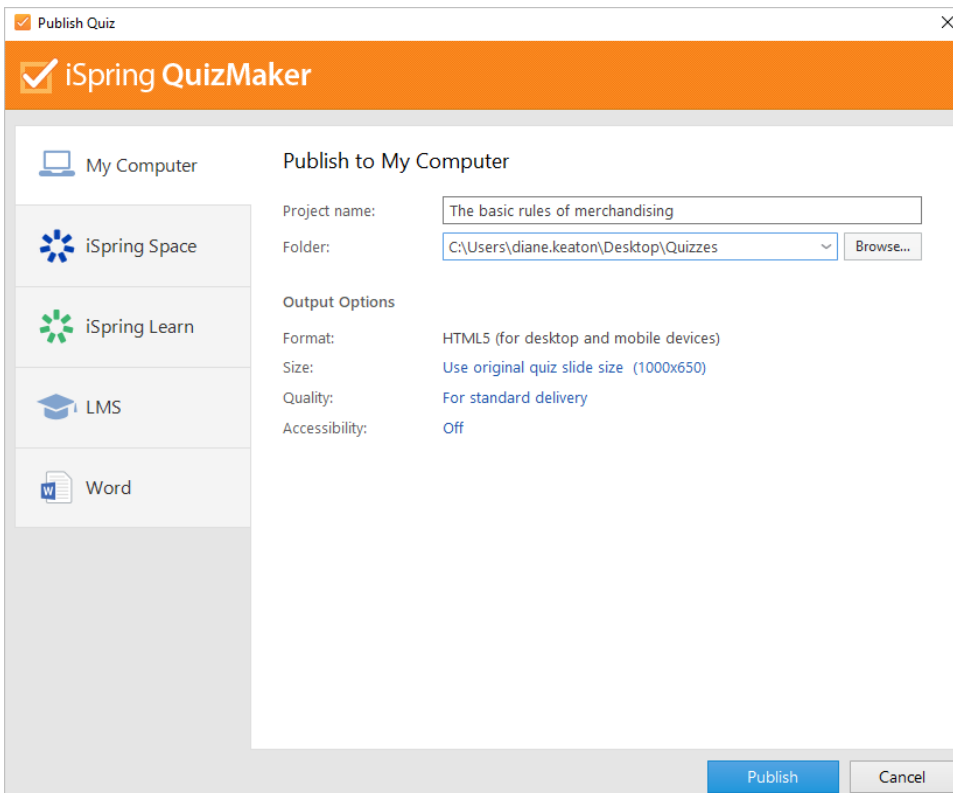 Publish Quiz
iSpring QuizMaker
My Computer
iSpring Space
iSpring Learn
LMS
W Word
Publish to My Computer
Project name: The basic rules of merchandising
Folder: C:\Users\diane.keaton\Desktop\Quizzes Browse...
Output Options
Format: HTML5 (for desktop and mobile devices)
Size: Use original quiz slide size (1000x650)
Quality: For standard delivery
Accessibility: Off
Publish Cancel